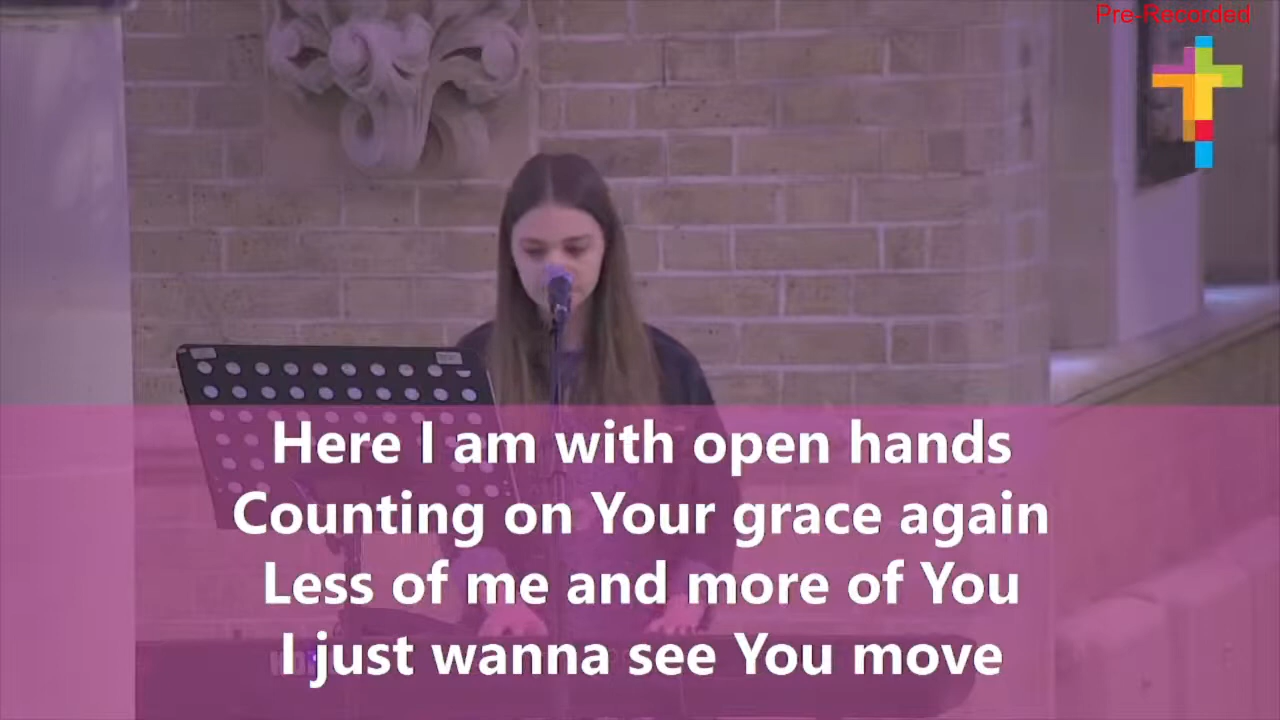 Pre-Recorded
Here I am with open hands
Counting on Your grace again
Less of me and more of You
I just wanna see You move